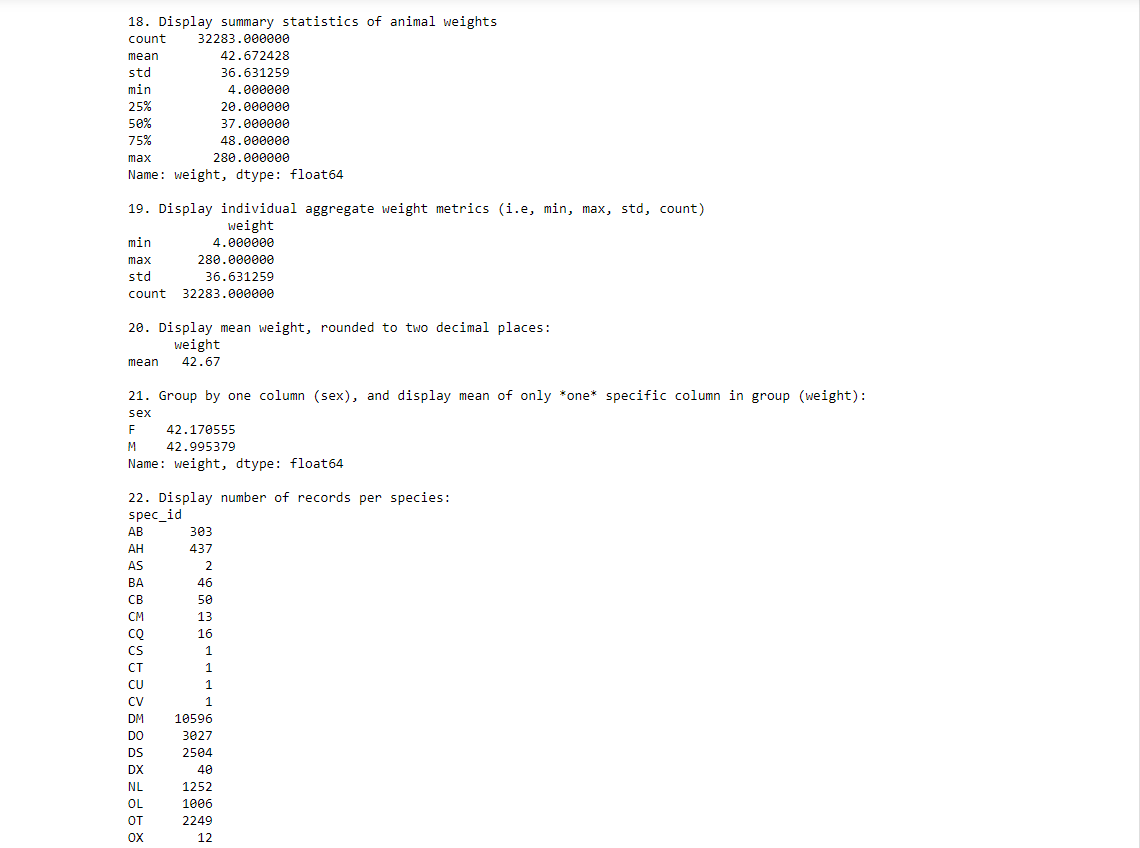 18. Display summary statistics of animal weights
count    32283.000000
mean        42.672428
std         36.631259
min          4.000000
25%         20.000000
50%         37.000000
75%         48.000000
max        280.000000
Name: weight, dtype: float64
19. Display individual aggregate weight metrics (i.e, min, max, std, count)
             weight
min        4.000000
max      280.000000
std       36.631259
count  32283.000000
20. Display mean weight, rounded to two decimal places:
      weight
mean   42.67
21. Group by one column (sex), and display mean of only *one* specific column in group (weight):
sex
F    42.170555
M    42.995379
Name: weight, dtype: float64
22. Display number of records per species:
spec_id
AB      303
AH      437
AS        2
BA       46
CB       50
CM       13
CQ       16
CS        1
CT        1
CU        1
CV        1
DM    10596
DO     3027
DS     2504
DX       40
NL     1252
OL     1006
OT     2249
OX       12